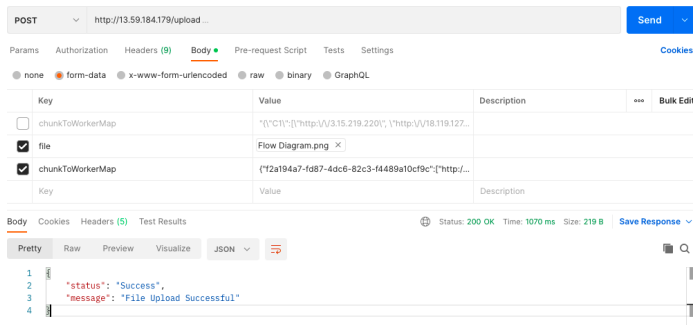 POST http://13.59.184.179/upload... Send
Params Authorization Headers (9) Body Pre-request Script Tests Settings Cookies
none form-data x-www-form-urlencoded raw binary GraphQL
Key Value Description ooo Bulk Edit
chunkToWorkerMap "{\"C1\":[\"http:\/\/3.15.219.220\", \"http:\/\/18.119.127...
file Flow Diagram.png ×
chunkToWorkerMap {"f2a194a7-fd87-4dc6-82c3-f4489a10cf9c":["http:/...
Key Value Description
Body Cookies Headers (5) Test Results Status: 200 OK Time: 1070 ms Size: 219 B Save Response
Pretty Raw Preview Visualize JSON
1 {
2 "status": "Success",
3 "message": "File Upload Successful"
4 }